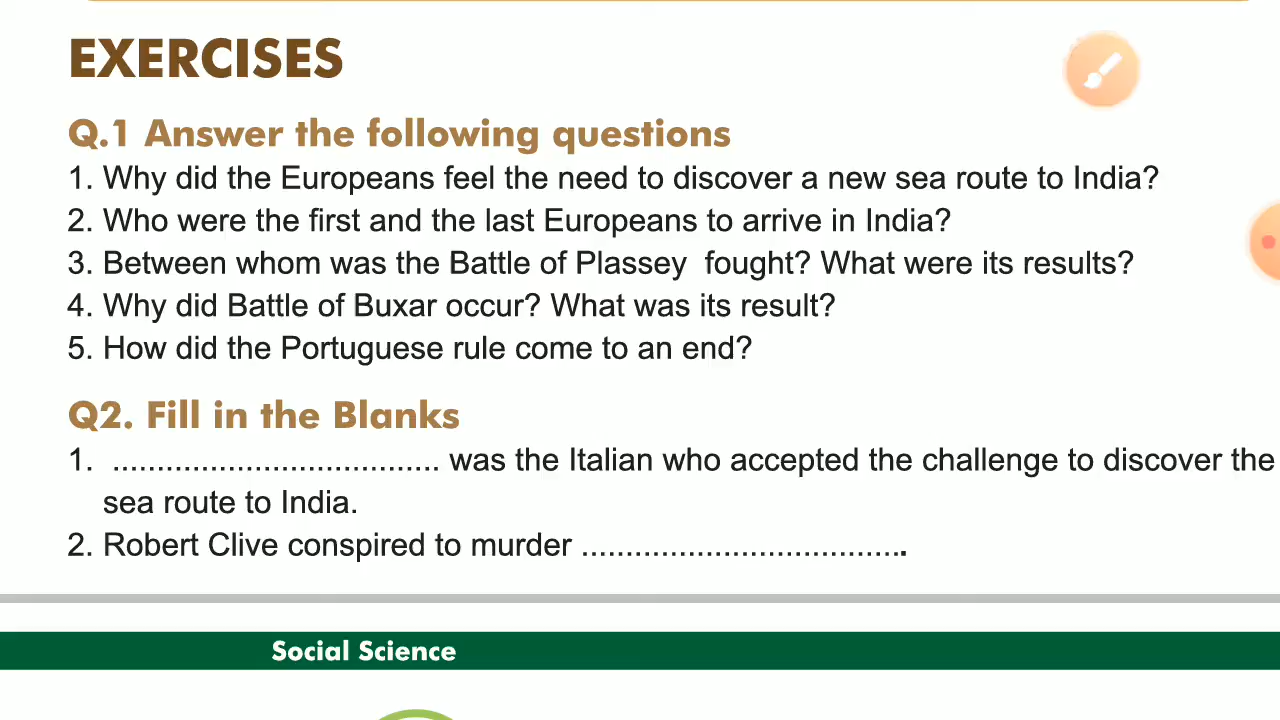 EXERCISES
Q.1 Answer the following questions
1. Why did the Europeans feel the need to discover a new sea route to India?
2. Who were the first and the last Europeans to arrive in India?
3. Between whom was the Battle of Plassey  fought? What were its results?
4. Why did Battle of Buxar occur? What was its result?
5. How did the Portuguese rule come to an end?
Q2. Fill in the Blanks
1.  ..................................... was the Italian who accepted the challenge to discover the
sea route to India.
2. Robert Clive conspired to murder .....................................
Social Science